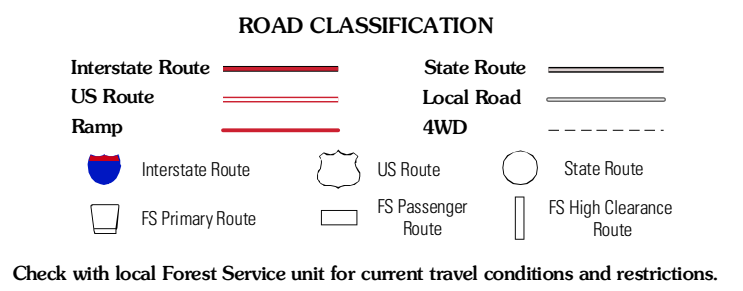 ROAD CLASSIFICATION
Interstate Route
State Route
US Route
Local Road
Ramp
4WD
Interstate Route
US Route
State Route
FS Primary Route
FS Passenger
Route
FS High Clearance
Route
Check with local Forest Service unit for current travel conditions and restrictions.